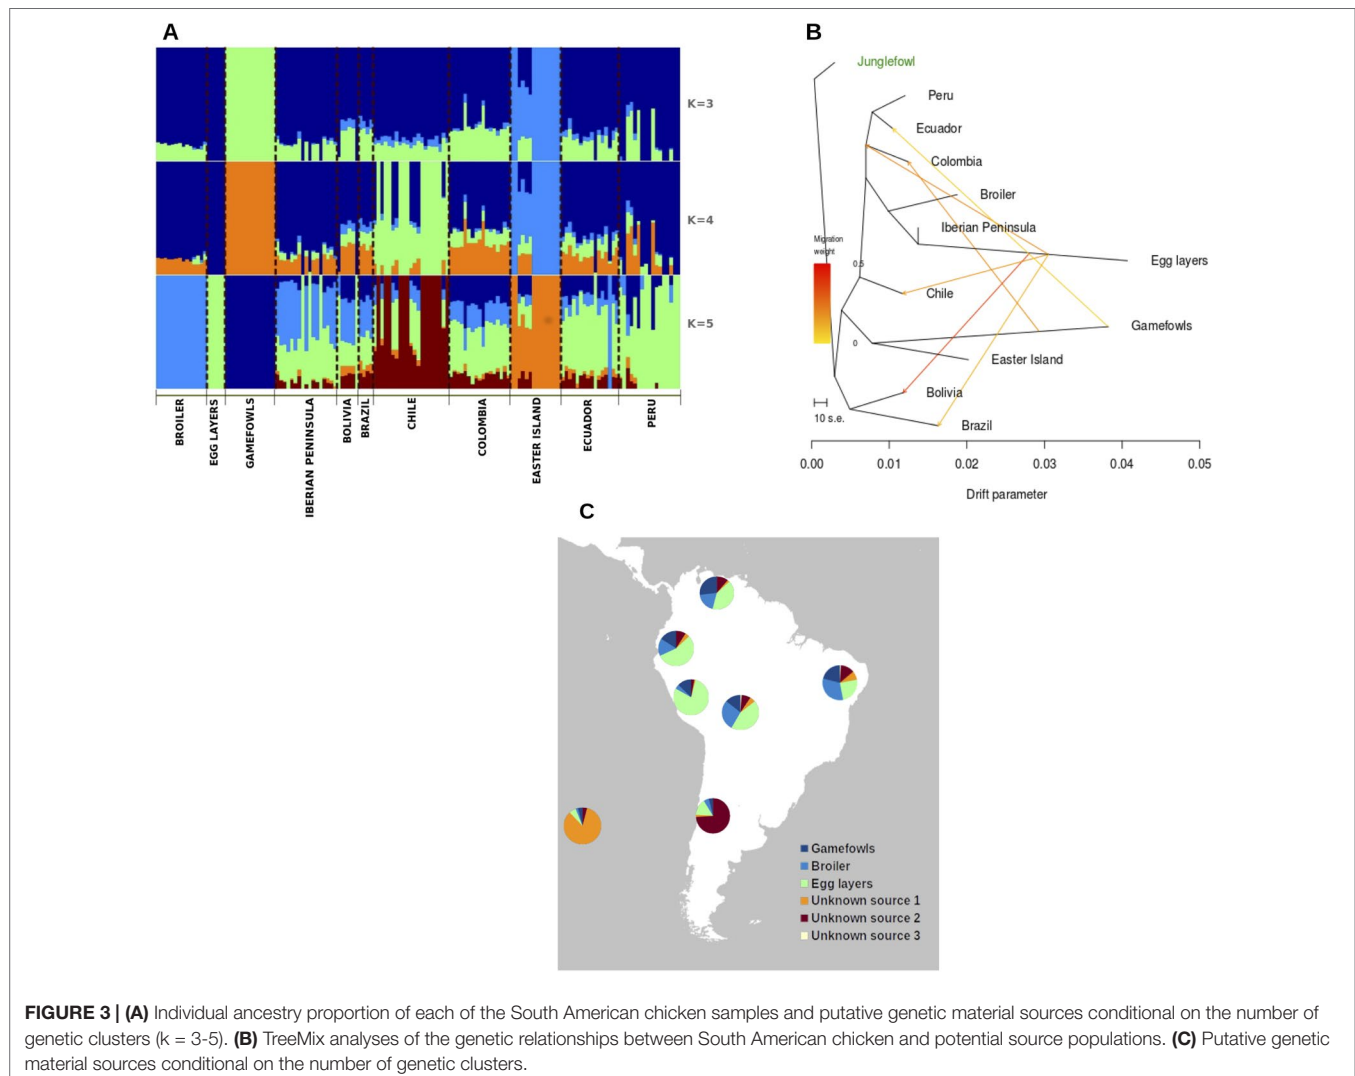 A
B
K=3
K=4
K=5
BROILER
EGG LAYERS
GAMEFOWLS
IBERIAN PENINSULA
BOLIVIA
BRAZIL
CHILE
COLOMBIA
EASTER ISLAND
ECUADOR
PERU
Junglefowl
Peru
Ecuador
Colombia
Broiler
Iberian Peninsula
Migration
weight
0.5
Egg layers
Chile
Gamefowls
0
Easter Island
Bolivia
10 s.e.
Brazil
0.00 0.01 0.02 0.03 0.04 0.05
Drift parameter
C
Gamefowls
Broiler
Egg layers
Unknown source 1
Unknown source 2
Unknown source 3
FIGURE 3 | (A) Individual ancestry proportion of each of the South American chicken samples and putative genetic material sources conditional on the number of
genetic clusters (k = 3-5). (B) TreeMix analyses of the genetic relationships between South American chicken and potential source populations. (C) Putative genetic
material sources conditional on the number of genetic clusters.